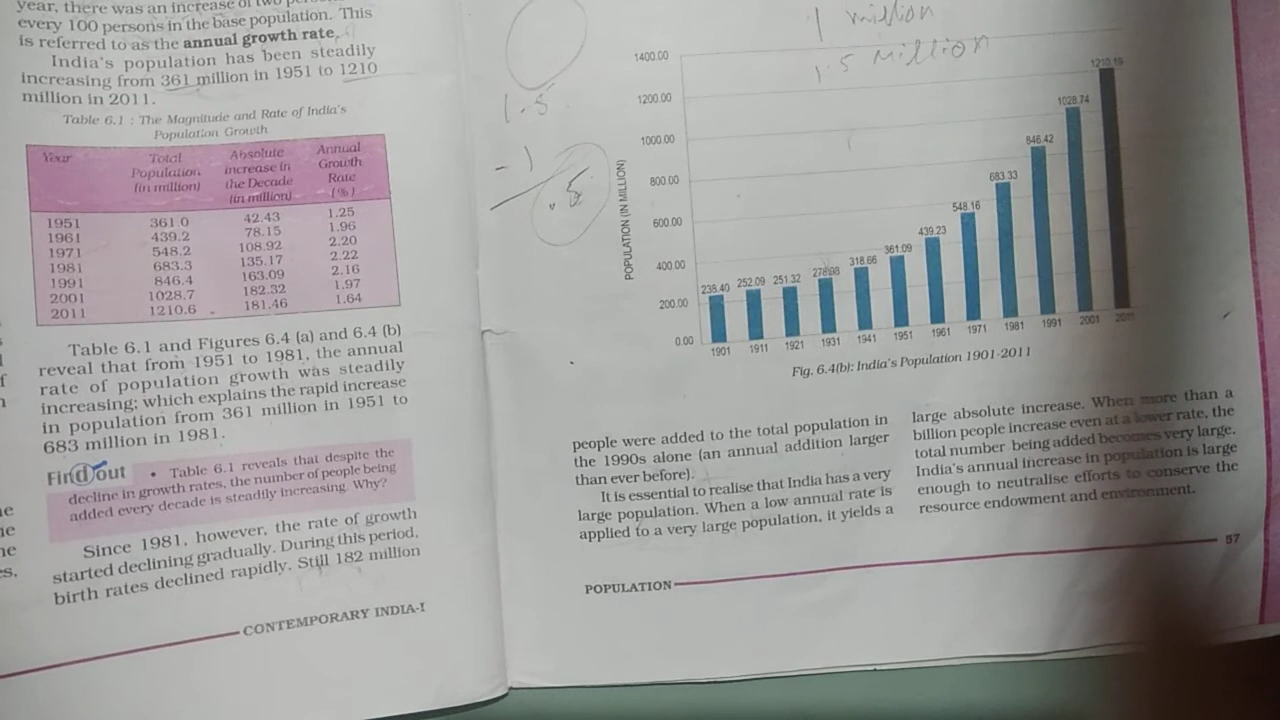 year, there was an increase of two
every 100 persons in the base population. This
is referred to as the annual growth rate.
India's population has been steadily
increasing from 361 million in 1951 to 1210
million in 2011.
Table 6.1 : The Magnitude and Rate of India's
Population Growth
Year Total Population (in million) Absolute increase in the Decade (in million) Annual Growth Rate (%)
1951 361.0 42.43 1.25
1961 439.2 78.15 1.96
1971 548.2 108.92 2.20
1981 683.3 135.17 2.22
1991 846.4 163.09 2.16
2001 1028.7 182.32 1.97
2011 1210.6 181.46 1.64
Table 6.1 and Figures 6.4 (a) and 6.4 (b)
reveal that from 1951 to 1981, the annual
rate of population growth was steadily
increasing; which explains the rapid increase
in population from 361 million in 1951 to
683 million in 1981.
Find out • Table 6.1 reveals that despite the
decline in growth rates, the number of people being
added every decade is steadily increasing. Why?
Since 1981, however, the rate of growth
started declining gradually. During this period,
birth rates declined rapidly. Still 182 million
CONTEMPORARY INDIA-I
1 million
1.5 million
1.5
- 1
.5
POPULATION (IN MILLION)
1400.00
1200.00
1000.00
800.00
600.00
400.00
200.00
0.00
238.40 252.09 251.32 278.98 318.66 361.09 439.23 548.16 683.33 846.42 1028.74 1210.19
1901 1911 1921 1931 1941 1951 1961 1971 1981 1991 2001 2011
Fig. 6.4(b): India's Population 1901-2011
people were added to the total population in
the 1990s alone (an annual addition larger
than ever before).
It is essential to realise that India has a very
large population. When a low annual rate is
applied to a very large population, it yields a
large absolute increase. When more than a
billion people increase even at a lower rate, the
total number being added becomes very large.
India's annual increase in population is large
enough to neutralise efforts to conserve the
resource endowment and environment.
POPULATION
57